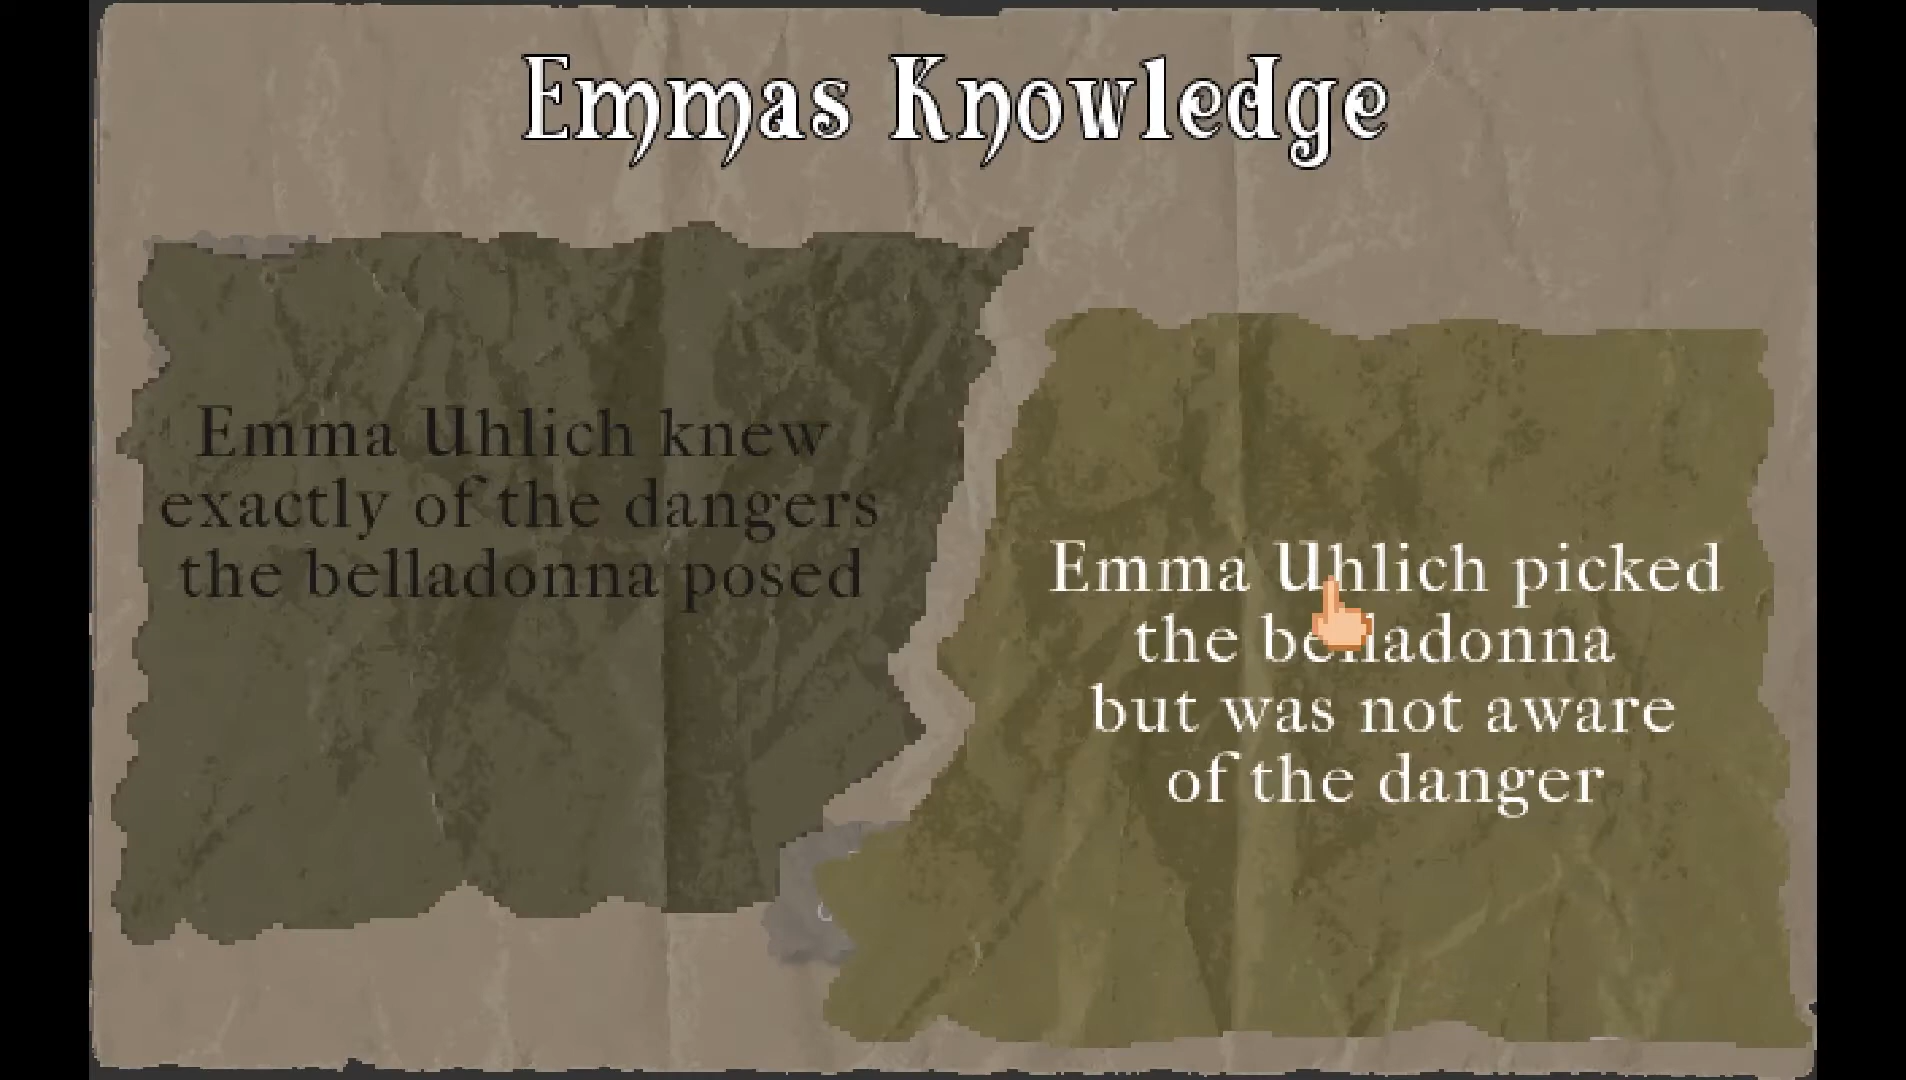 Emmas Knowledge
Emma Uhlich knew
exactly of the dangers
the belladonna posed
Emma Uhlich picked
the belladonna
but was not aware
of the danger